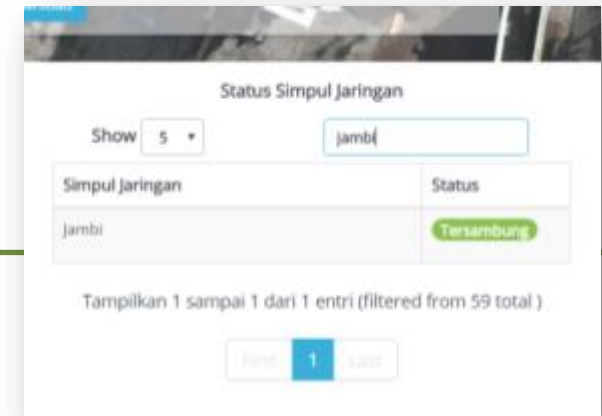 Status Simpul Jaringan
Show 5
jambi
Simpul Jaringan Status
Jambi Tersambung
Tampilkan 1 sampai 1 dari 1 entri (filtered from 59 total )
First 1 Last